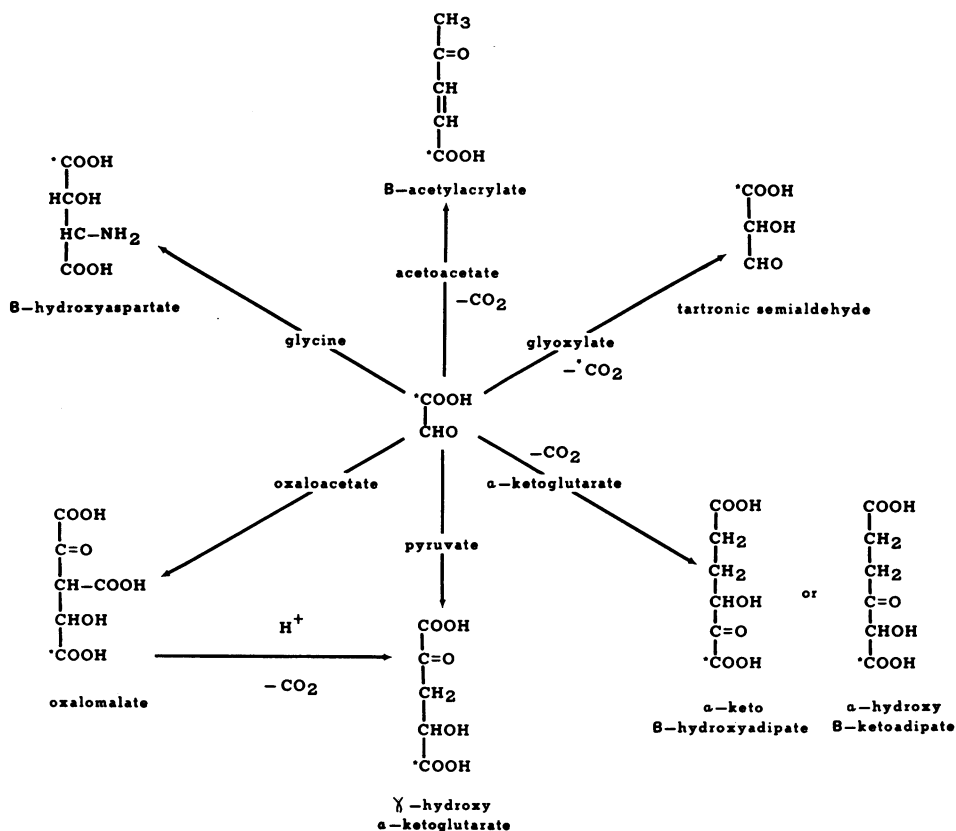 CH3
C=O
CH
CH
*COOH
B-acetylacrylate
*COOH
HCOH
HC-NH2
COOH
B-hydroxyaspartate
*COOH
CHOH
CHO
tartronic semialdehyde
acetoacetate
-CO2
glycine
glyoxylate
-*CO2
*COOH
CHO
oxaloacetate
-CO2
α-ketoglutarate
pyruvate
COOH
C=O
CH-COOH
CHOH
*COOH
oxalomalate
H+
-CO2
COOH
C=O
CH2
CHOH
*COOH
γ-hydroxy
α-ketoglutarate
COOH
CH2
CH2
CHOH
C=O
*COOH
α-keto
B-hydroxyadipate
or
COOH
CH2
CH2
C=O
CHOH
*COOH
α-hydroxy
B-ketoadipate